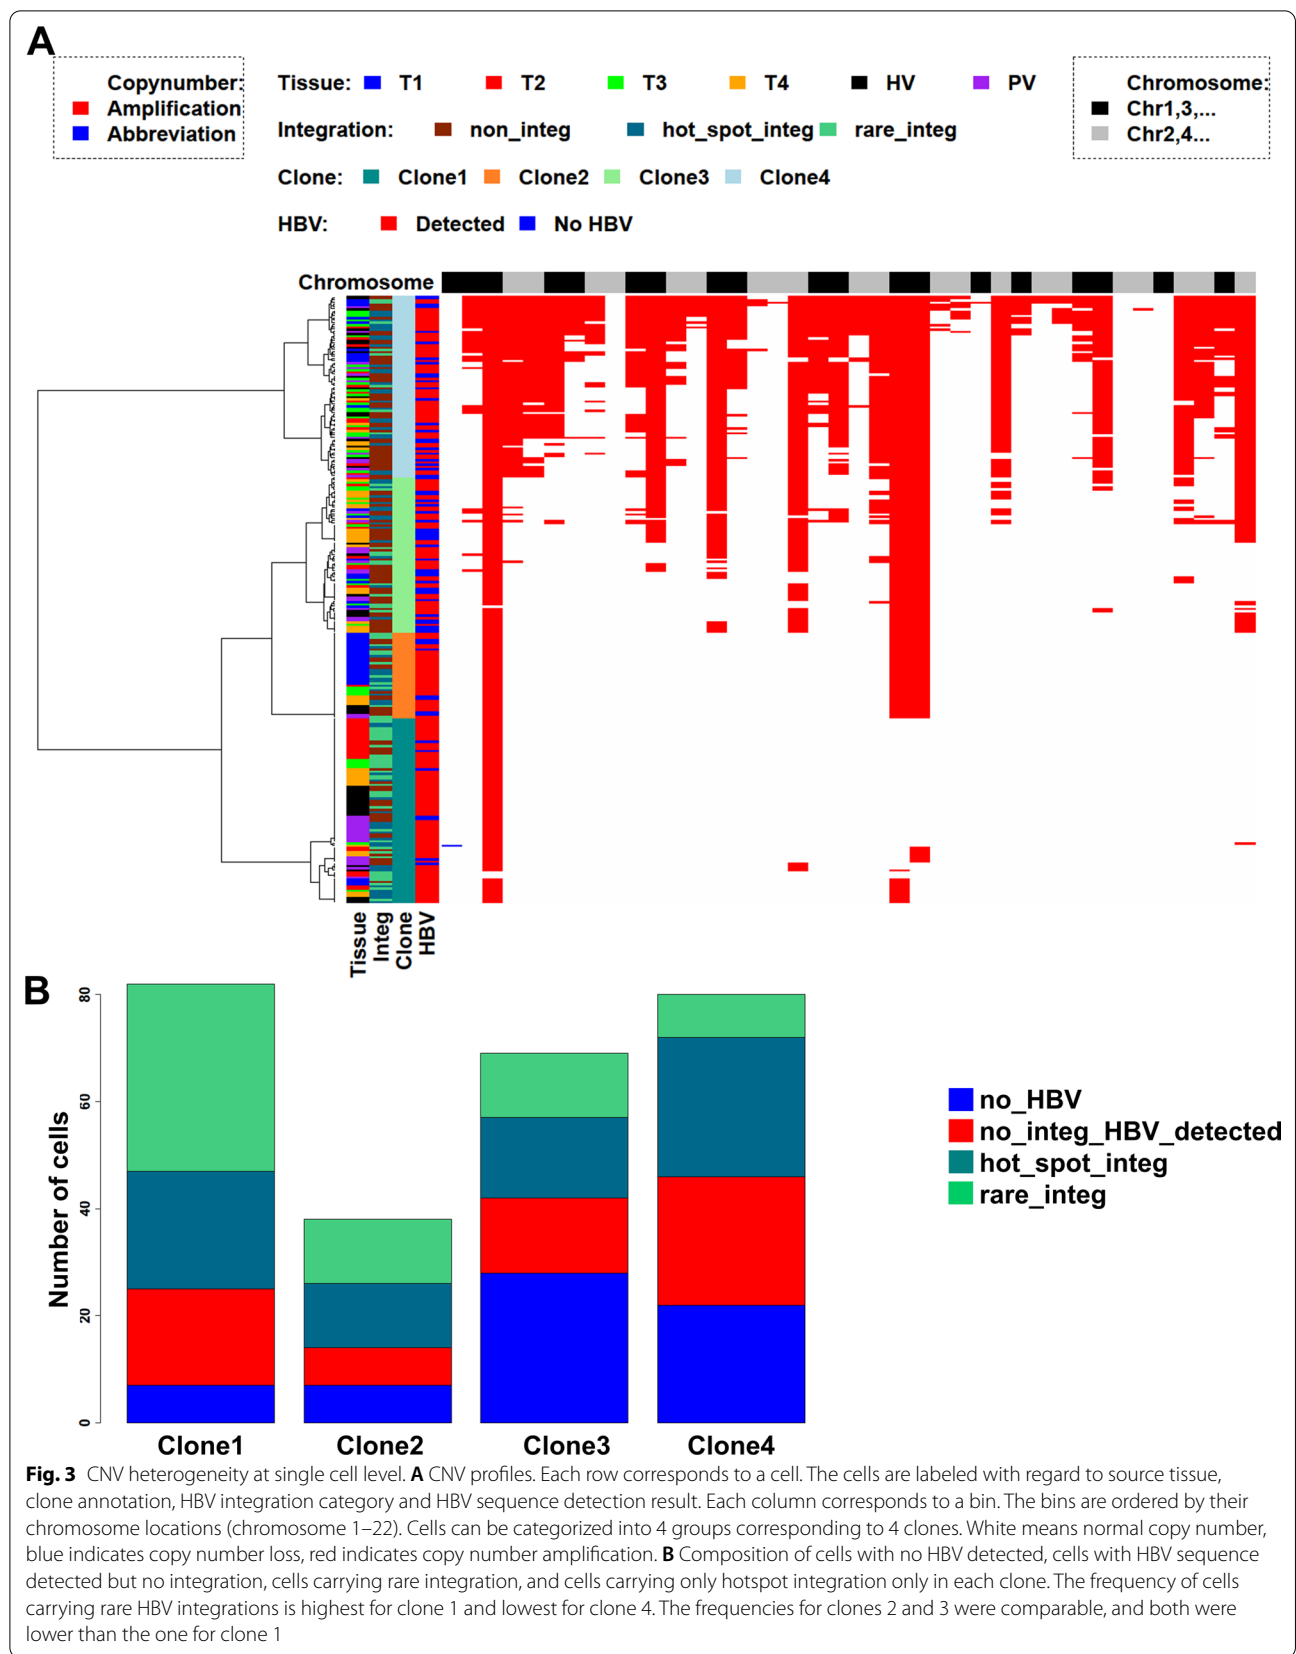 A
Copynumber:
Amplification
Abbreviation
Tissue: T1 T2 T3 T4 HV PV
Integration: non_integ hot_spot_integ rare_integ
Clone: Clone1 Clone2 Clone3 Clone4
HBV: Detected No HBV
Chromosome:
Chr1,3,...
Chr2,4...
Chromosome
Tissue
Integ
Clone
HBV
B
Number of cells
0
20
40
60
80
Clone1 Clone2 Clone3 Clone4
no_HBV
no_integ_HBV_detected
hot_spot_integ
rare_integ
Fig. 3 CNV heterogeneity at single cell level. A CNV profiles. Each row corresponds to a cell. The cells are labeled with regard to source tissue,
clone annotation, HBV integration category and HBV sequence detection result. Each column corresponds to a bin. The bins are ordered by their
chromosome locations (chromosome 1–22). Cells can be categorized into 4 groups corresponding to 4 clones. White means normal copy number,
blue indicates copy number loss, red indicates copy number amplification. B Composition of cells with no HBV detected, cells with HBV sequence
detected but no integration, cells carrying rare integration, and cells carrying only hotspot integration only in each clone. The frequency of cells
carrying rare HBV integrations is highest for clone 1 and lowest for clone 4. The frequencies for clones 2 and 3 were comparable, and both were
lower than the one for clone 1